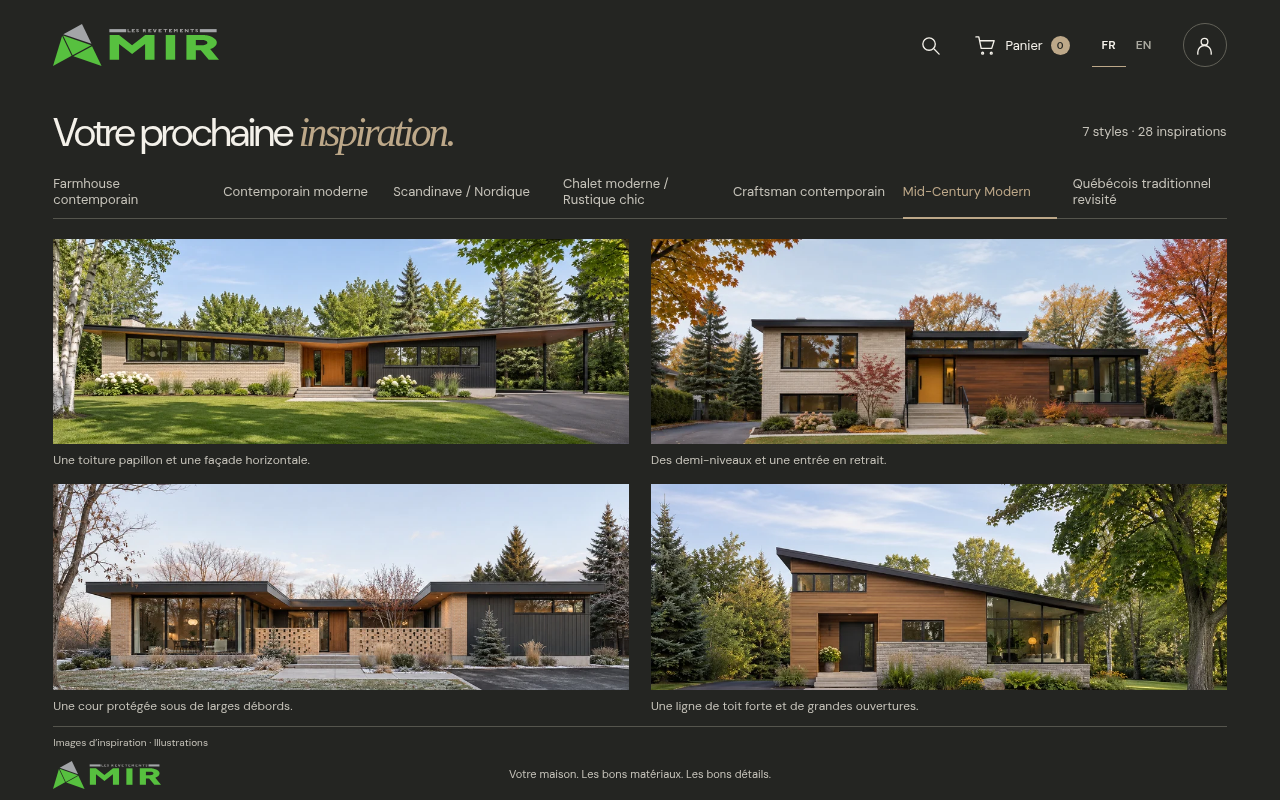 LES REVÊTEMENTS
MIR
Panier 0
FR EN
Votre prochaine inspiration.
7 styles · 28 inspirations
Farmhouse
contemporain
Contemporain moderne
Scandinave / Nordique
Chalet moderne /
Rustique chic
Craftsman contemporain
Mid-Century Modern
Québécois traditionnel
revisité
Une toiture papillon et une façade horizontale.
Des demi-niveaux et une entrée en retrait.
Une cour protégée sous de larges débords.
Une ligne de toit forte et de grandes ouvertures.
Images d'inspiration · Illustrations
LES REVÊTEMENTS
MIR
Votre maison. Les bons matériaux. Les bons détails.